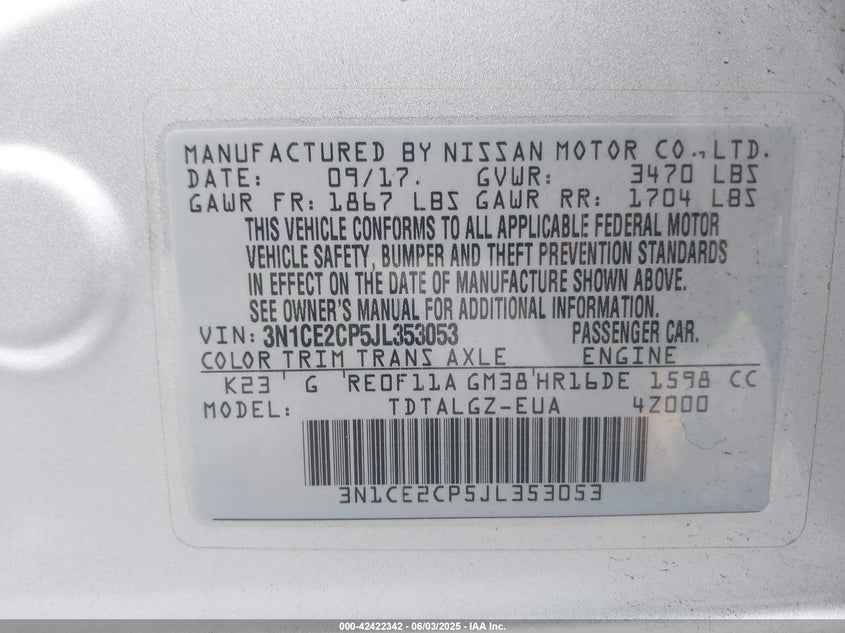 MANUFACTURED BY NISSAN MOTOR CO.,LTD.
DATE: 09/17. GVWR: 3470 LBS
GAWR FR: 1867 LBS GAWR RR: 1704 LBS
THIS VEHICLE CONFORMS TO ALL APPLICABLE FEDERAL MOTOR
VEHICLE SAFETY, BUMPER AND THEFT PREVENTION STANDARDS
IN EFFECT ON THE DATE OF MANUFACTURE SHOWN ABOVE.
SEE OWNER'S MANUAL FOR ADDITIONAL INFORMATION.
VIN: 3N1CE2CP5JL353053 PASSENGER CAR.
COLOR TRIM TRANS AXLE ENGINE
K23 G RE0F11A GM38 HR16DE 1598 CC
MODEL: TDTALGZ-EUA 4Z000
3N1CE2CP5JL353053
000-42422342 - 06/03/2025 - IAA Inc.